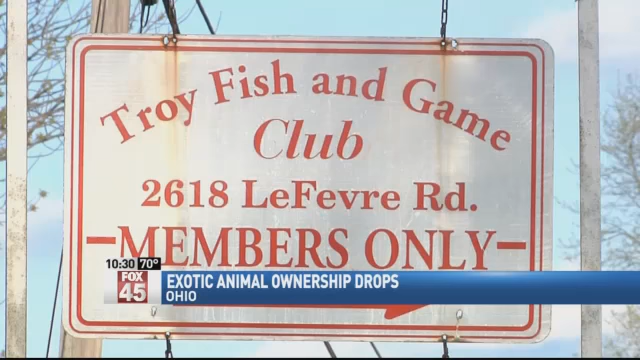 Troy Fish and Game
Club
2618 LeFevre Rd.
MEMBERS ONLY
10:30 70°
FOX
45
EXOTIC ANIMAL OWNERSHIP DROPS
OHIO